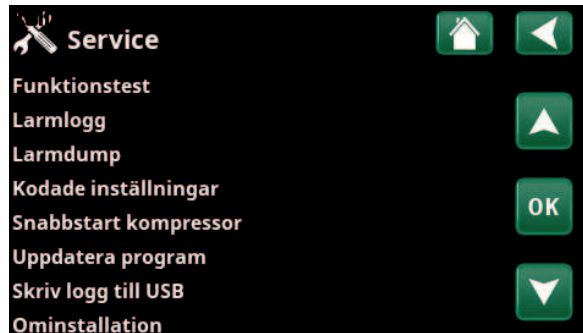 Service
Funktionstest
Larmlogg
Larmdump
Kodade inställningar
OK
Snabbstart kompressor
Uppdatera program
Skriv logg till USB
Ominstallation